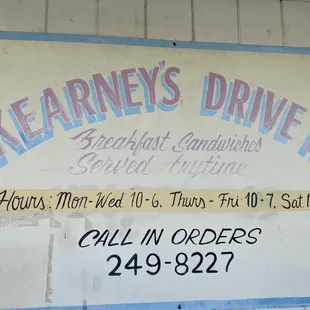 KEARNEY'S DRIVE
Breakfast Sandwiches
Served Anytime
Hours: Mon-Wed 10-6. Thurs-Fri 10-7. Sat.
CALL IN ORDERS
249-8227